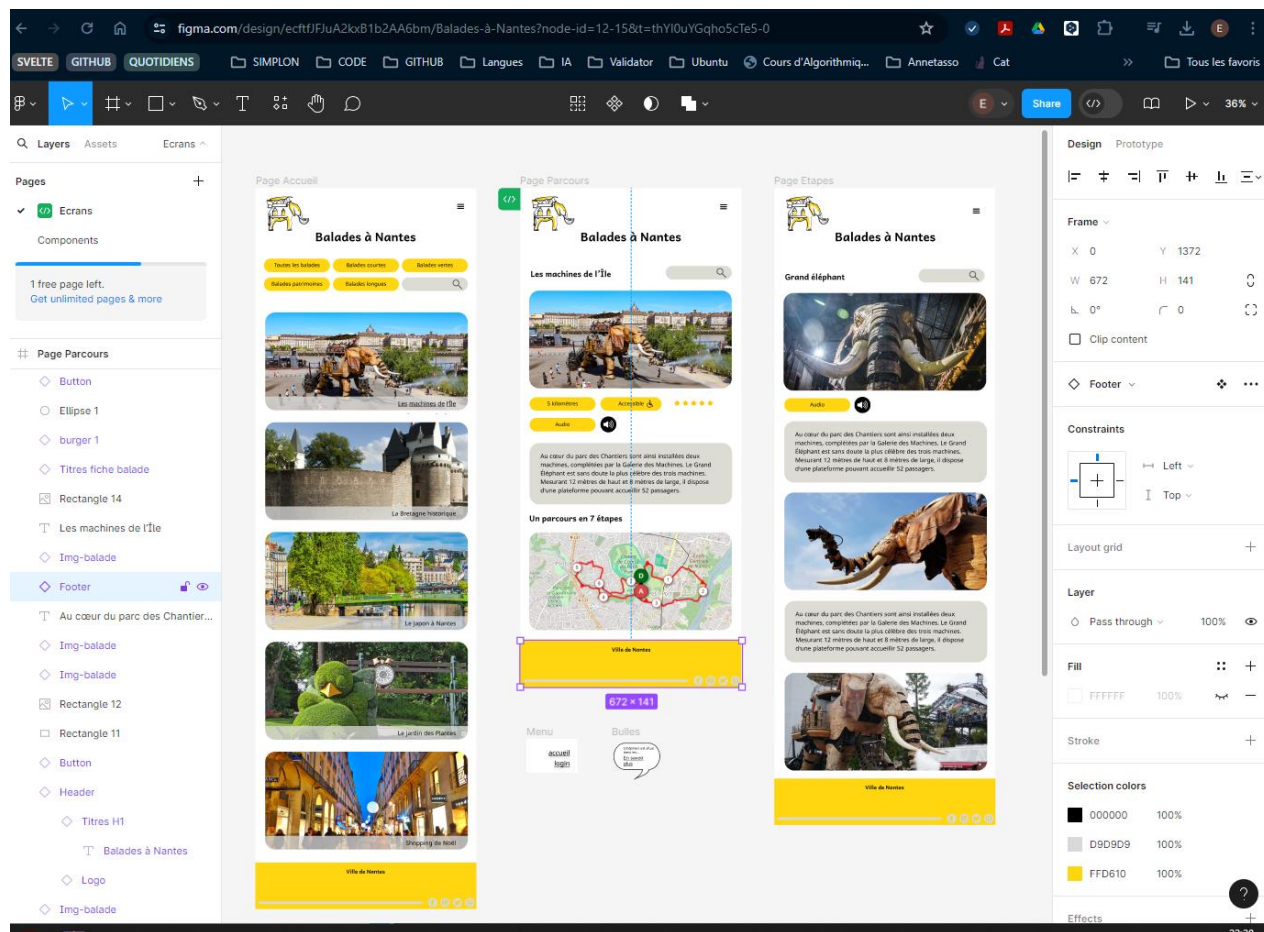 figma.com/design/ecftfJFJuA2kxB1b2AA6bm/Balades-à-Nantes?node-id=12-15&t=thYI0uYGqho5cTe5-0
E
SVELTE GITHUB QUOTIDIENS SIMPLON CODE GITHUB Langues IA Validator Ubuntu Cours d'Algorithmiq... Annetasso Cat » Tous les favoris
E Share 36%
Layers Assets Ecrans
Pages
Ecrans
Components
1 free page left.
Get unlimited pages & more
Page Parcours
Button
Ellipse 1
burger 1
Titres fiche balade
Rectangle 14
Les machines de l'Île
Img-balade
Footer
Au cœur du parc des Chantier...
Img-balade
Img-balade
Rectangle 12
Rectangle 11
Button
Header
Titres H1
Balades à Nantes
Logo
Img-balade
Page Accueil
Balades à Nantes
Toutes les balades Balades courtes Balades vertes
Balades patrimoines Balades longues
Les machines de l'Île
La Bretagne historique
Le Japon à Nantes
Le jardin des Plantes
Shopping de Noël
Ville de Nantes
Page Parcours
Balades à Nantes
Les machines de l'Île
5 kilomètres Accessible
Audio
Au cœur du parc des Chantiers sont ainsi installées deux
machines, complétées par la Galerie des Machines. Le Grand
Éléphant est sans doute la plus célèbre des trois machines.
Mesurant 12 mètres de haut et 8 mètres de large, il dispose
d'une plateforme pouvant accueillir 52 passagers.
Un parcours en 7 étapes
D
A
Ville de Nantes
672 × 141
Menu
accueil
login
Bulles
En savoir
plus
Page Etapes
Balades à Nantes
Grand éléphant
Audio
Au cœur du parc des Chantiers sont ainsi installées deux
machines, complétées par la Galerie des Machines. Le Grand
Éléphant est sans doute la plus célèbre des trois machines.
Mesurant 12 mètres de haut et 8 mètres de large, il dispose
d'une plateforme pouvant accueillir 52 passagers.
Au cœur du parc des Chantiers sont ainsi installées deux
machines, complétées par la Galerie des Machines. Le Grand
Éléphant est sans doute la plus célèbre des trois machines.
Mesurant 12 mètres de haut et 8 mètres de large, il dispose
d'une plateforme pouvant accueillir 52 passagers.
Ville de Nantes
Design Prototype
Frame
X 0 Y 1372
W 672 H 141
0° 0
Clip content
Footer
Constraints
Left
Top
Layout grid
Layer
Pass through 100%
Fill
FFFFFF 100%
Stroke
Selection colors
000000 100%
D9D9D9 100%
FFD610 100%
?
Effects